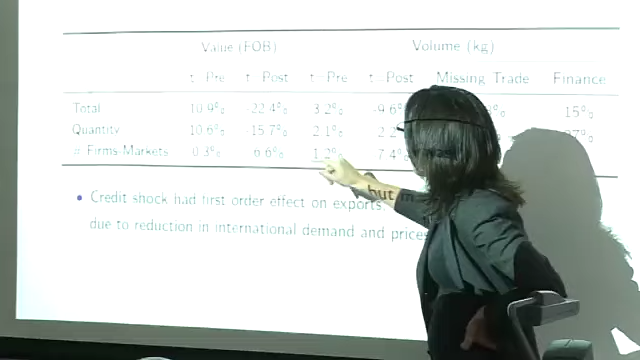 Value (FOB) Volume (kg)
t=Pre t=Post t=Pre t=Post Missing Trade Finance
Total 10.9% -22.4% 3.2% -9.6% % 15%
Quantity 10.6% -15.7% 2.1%
# Firms-Markets 0.3% 6.6% 1.2% 7.4%
• Credit shock had first order effect on exports,
due to reduction in international demand and prices